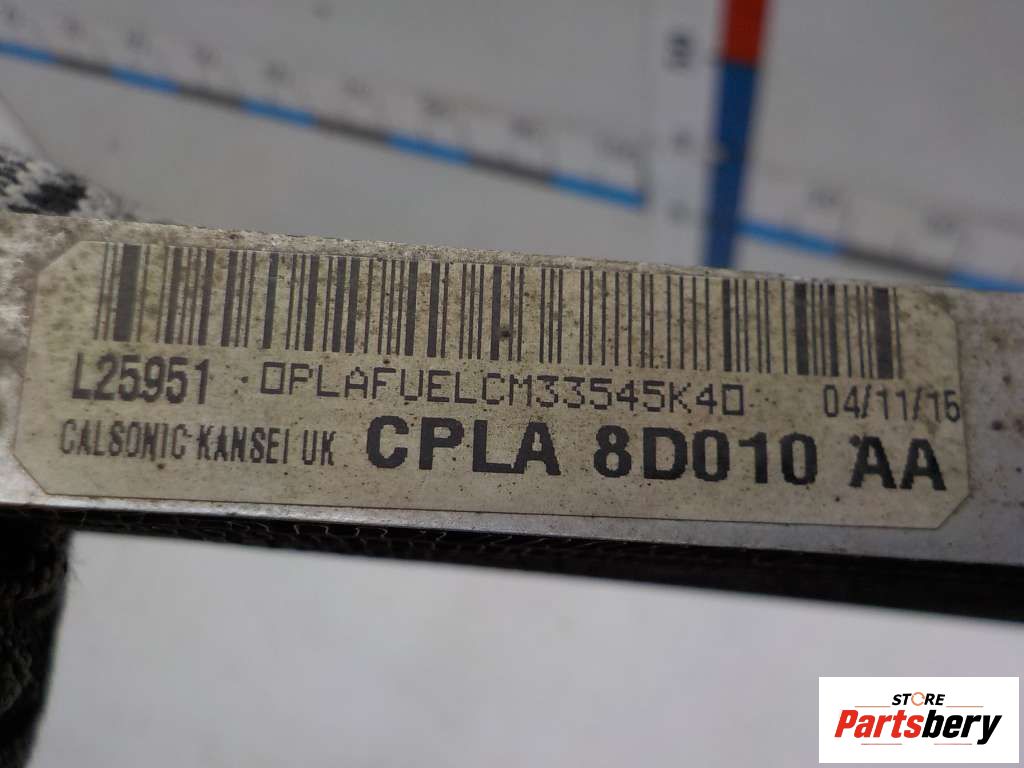 L25951 0PLAFUELCM33545K40 04/11/15
CALSONIC KANSEI UK CPLA 8D010 AA
STORE
Partsbery